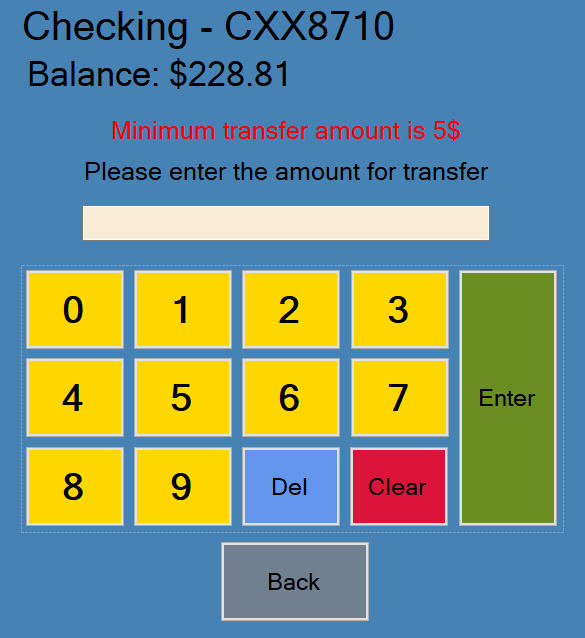 Checking - CXX8710
Balance: $228.81
Minimum transfer amount is 5$
Please enter the amount for transfer
0 1 2 3
4 5 6 7 Enter
8 9 Del Clear
Back